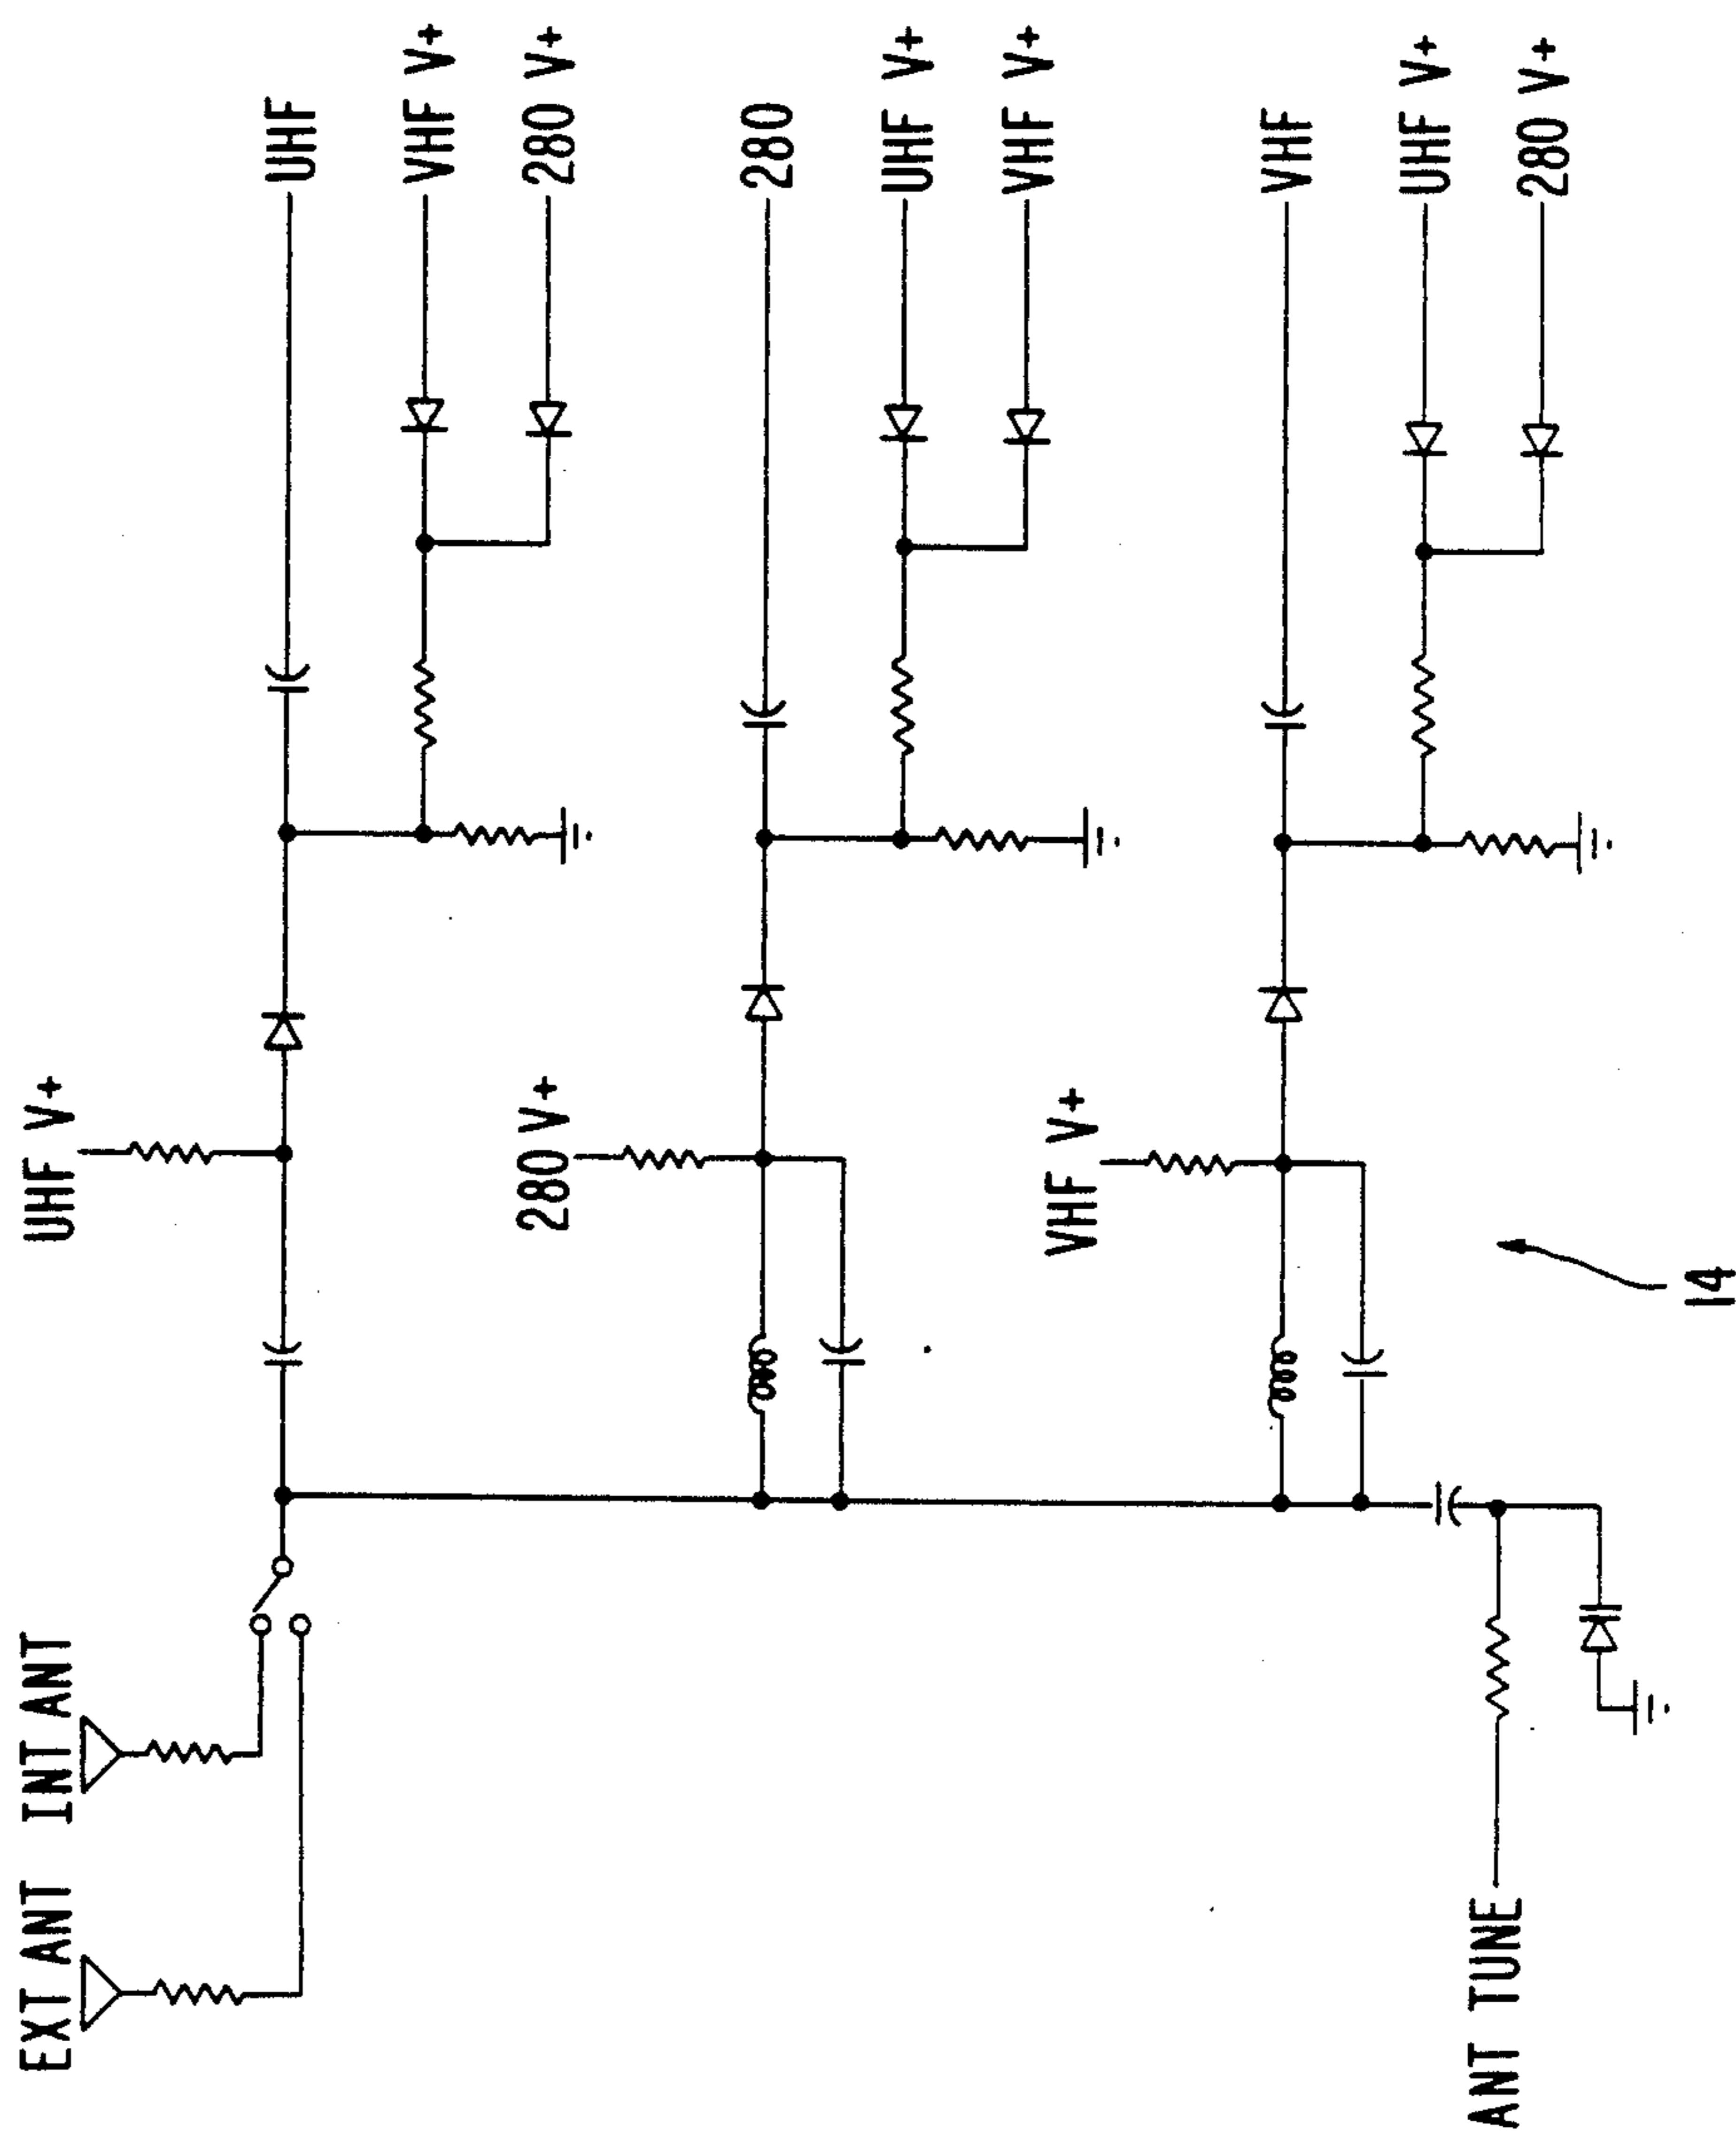 EXT ANT
INT ANT
UHF V+
UHF
VHF V+
280 V+
280 V+
280
UHF V+
VHF V+
VHF V+
VHF
UHF V+
280 V+
ANT TUNE
14